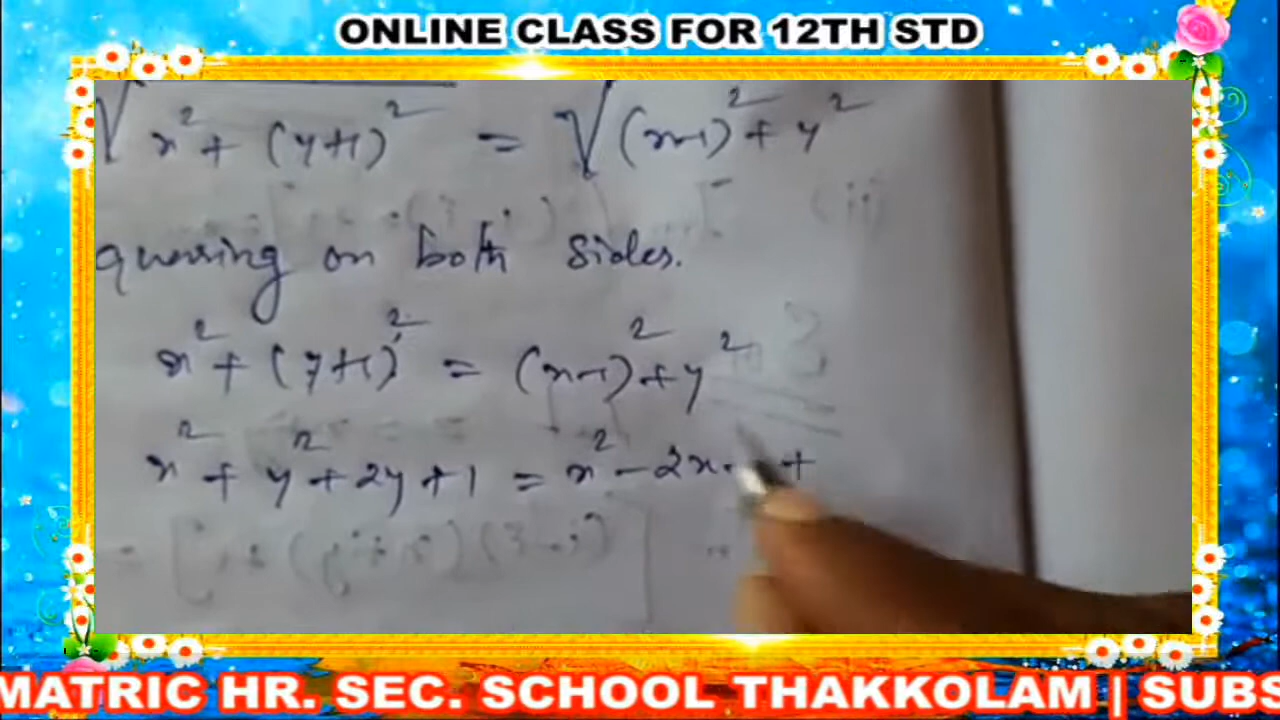 ONLINE CLASS FOR 12TH STD
√x² + (y+1)² = √(x-1)² + y²
quaring on both sides.
x² + (y+1)² = (x-1)² + y²
x² + y² + 2y + 1 = x² - 2x +
MATRIC HR. SEC. SCHOOL THAKKOLAM | SUBS